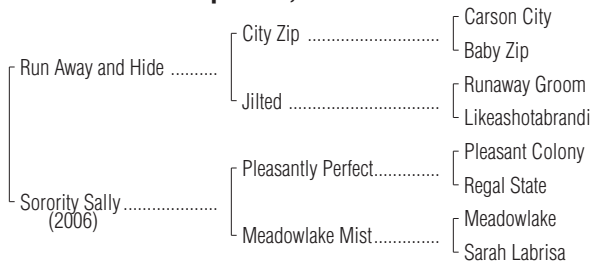 Carson City
City Zip ..............................
Baby Zip
Run Away and Hide ..........
Runaway Groom
Jilted ..................................
Likeashotabrandi
Pleasant Colony
Pleasantly Perfect ...............
Regal State
Sorority Sally ....................
(2006)
Meadowlake
Meadowlake Mist ...............
Sarah Labrisa